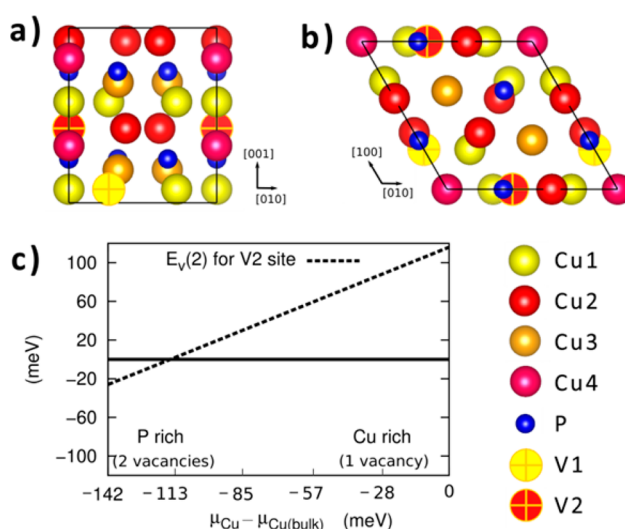 a)
[001]
[010]
b)
[100]
[010]
c)
E_v(2) for V2 site
100
60
20
−20
−60
−100
(meV)
P rich
(2 vacancies)
Cu rich
(1 vacancy)
−142
−113
−85
−57
−28
0
μ_Cu − μ_Cu(bulk) (meV)
Cu1
Cu2
Cu3
Cu4
P
V1
V2